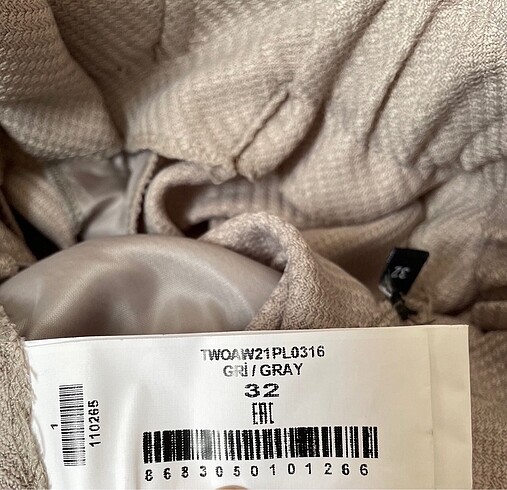 32
TWOAW21PL0316
GRİ / GRAY
32
EAC
1
110265
8683050101266